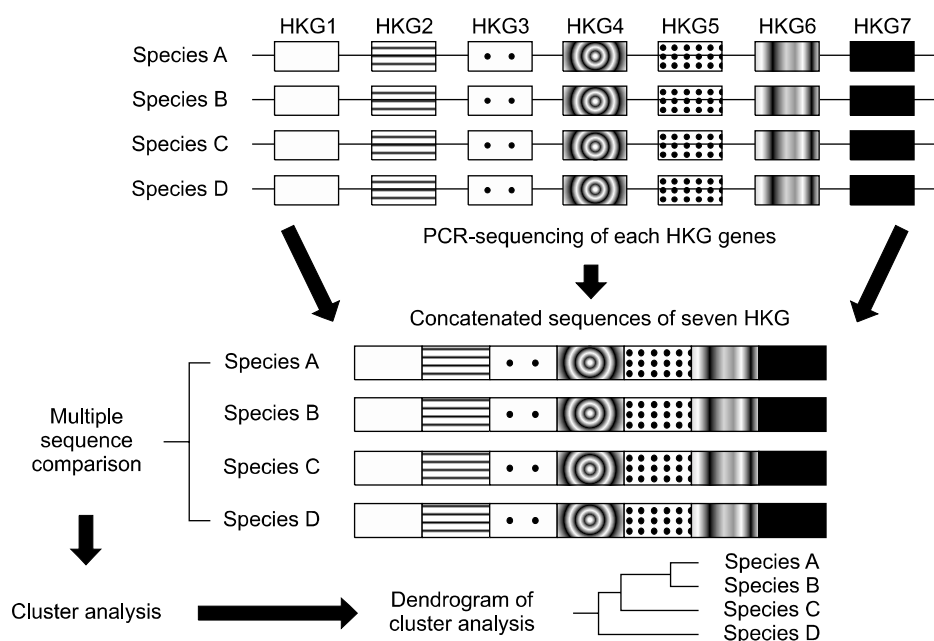 HKG1 HKG2 HKG3 HKG4 HKG5 HKG6 HKG7
Species A
Species B
Species C
Species D
PCR-sequencing of each HKG genes
Concatenated sequences of seven HKG
Species A
Species B
Species C
Species D
Multiple
sequence
comparison
Cluster analysis
Dendrogram of
cluster analysis
Species A
Species B
Species C
Species D